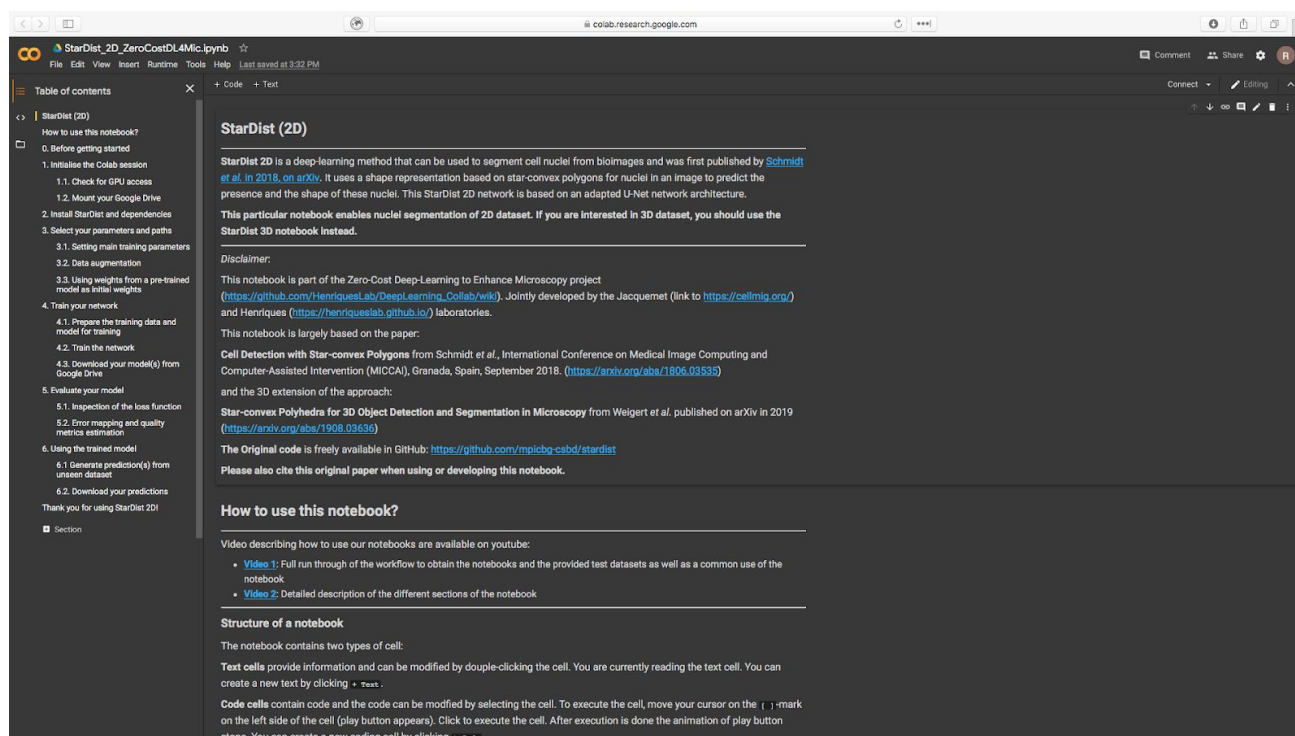 colab.research.google.com
StarDist_2D_ZeroCostDL4Mic.ipynb
File Edit View Insert Runtime Tools Help Last saved at 3:32 PM
Comment Share R
Table of contents
+ Code + Text
Connect Editing
StarDist (2D)
How to use this notebook?
0. Before getting started
1. Initialise the Colab session
1.1. Check for GPU access
1.2. Mount your Google Drive
2. Install StarDist and dependencies
3. Select your parameters and paths
3.1. Setting main training parameters
3.2. Data augmentation
3.3. Using weights from a pre-trained
model as initial weights
4. Train your network
4.1. Prepare the training data and
model for training
4.2. Train the network
4.3. Download your model(s) from
Google Drive
5. Evaluate your model
5.1. Inspection of the loss function
5.2. Error mapping and quality
metrics estimation
6. Using the trained model
6.1 Generate prediction(s) from
unseen dataset
6.2. Download your predictions
Thank you for using StarDist 2D!
Section
StarDist (2D)
StarDist 2D is a deep-learning method that can be used to segment cell nuclei from bioimages and was first published by Schmidt
et al. in 2018, on arXiv. It uses a shape representation based on star-convex polygons for nuclei in an image to predict the
presence and the shape of these nuclei. This StarDist 2D network is based on an adapted U-Net network architecture.
This particular notebook enables nuclei segmentation of 2D dataset. If you are interested in 3D dataset, you should use the
StarDist 3D notebook instead.
Disclaimer:
This notebook is part of the Zero-Cost Deep-Learning to Enhance Microscopy project
(https://github.com/HenriquesLab/DeepLearning_Collab/wiki). Jointly developed by the Jacquemet (link to https://cellmig.org/)
and Henriques (https://henriqueslab.github.io/) laboratories.
This notebook is largely based on the paper:
Cell Detection with Star-convex Polygons from Schmidt et al., International Conference on Medical Image Computing and
Computer-Assisted Intervention (MICCAI), Granada, Spain, September 2018. (https://arxiv.org/abs/1806.03535)
and the 3D extension of the approach:
Star-convex Polyhedra for 3D Object Detection and Segmentation in Microscopy from Weigert et al. published on arXiv in 2019
(https://arxiv.org/abs/1908.03636)
The Original code is freely available in GitHub: https://github.com/mpicbg-csbd/stardist
Please also cite this original paper when using or developing this notebook.
How to use this notebook?
Video describing how to use our notebooks are available on youtube:
Video 1: Full run through of the workflow to obtain the notebooks and the provided test datasets as well as a common use of the
notebook
Video 2: Detailed description of the different sections of the notebook
Structure of a notebook
The notebook contains two types of cell:
Text cells provide information and can be modified by douple-clicking the cell. You are currently reading the text cell. You can
create a new text by clicking + Text.
Code cells contain code and the code can be modfied by selecting the cell. To execute the cell, move your cursor on the [ ]-mark
on the left side of the cell (play button appears). Click to execute the cell. After execution is done the animation of play button